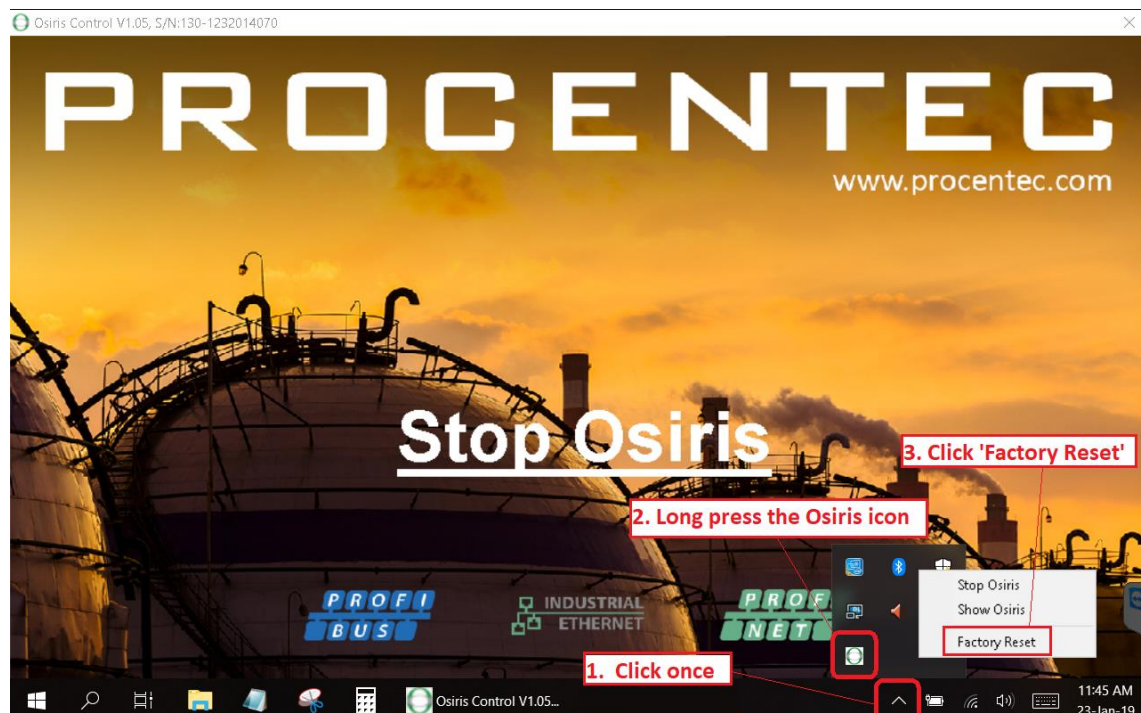 Osiris Control V1.05, S/N:130-1232014070
PROCENTEC
www.procentec.com
Stop Osiris
3. Click 'Factory Reset'
2. Long press the Osiris icon
Stop Osiris
Show Osiris
Factory Reset
PROFI
BUS
INDUSTRIAL
ETHERNET
PROFI
NET
1. Click once
Osiris Control V1.05...
11:45 AM
23-Jan-19